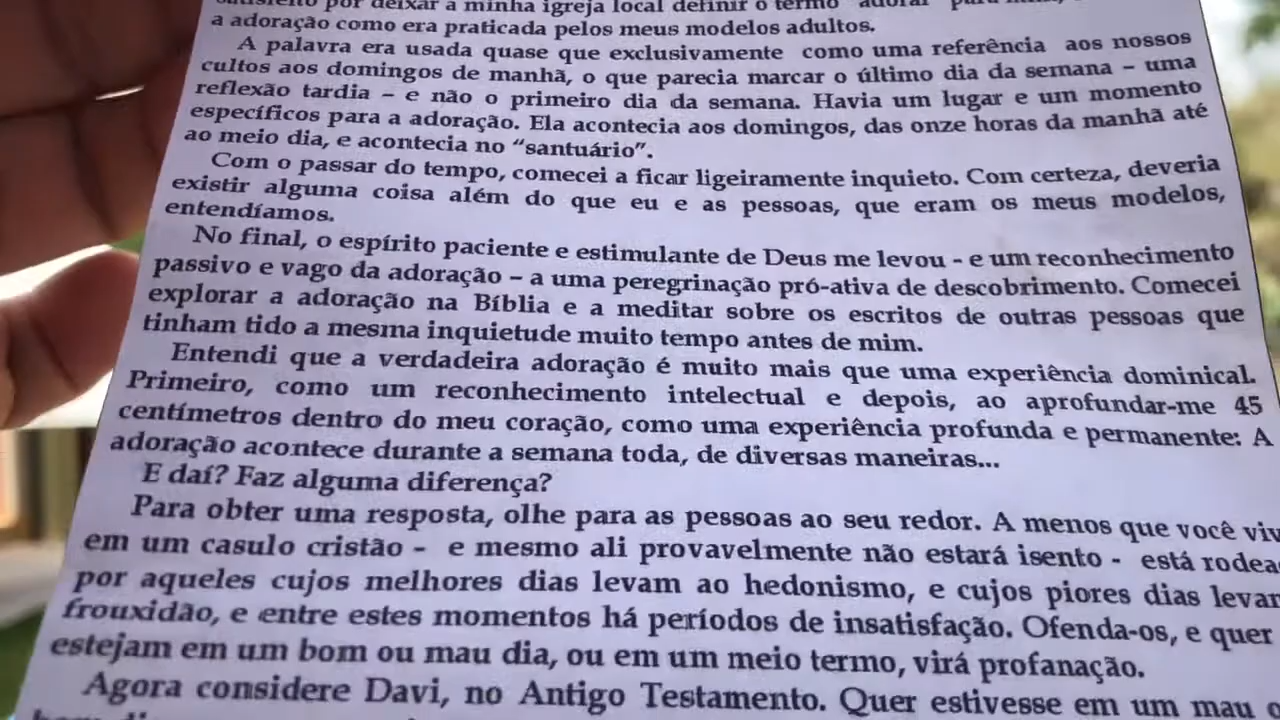 por deixar a minha igreja local definir o termo
a adoração como era praticada pelos meus modelos adultos.
A palavra era usada quase que exclusivamente como uma referência aos nossos
cultos aos domingos de manhã, o que parecia marcar o último dia da semana – uma
reflexão tardia – e não o primeiro dia da semana. Havia um lugar e um momento
específicos para a adoração. Ela acontecia aos domingos, das onze horas da manhã até
ao meio dia, e acontecia no “santuário”.
Com o passar do tempo, comecei a ficar ligeiramente inquieto. Com certeza, deveria
existir alguma coisa além do que eu e as pessoas, que eram os meus modelos,
entendíamos.
No final, o espírito paciente e estimulante de Deus me levou - e um reconhecimento
passivo e vago da adoração – a uma peregrinação pró-ativa de descobrimento. Comecei
explorar a adoração na Bíblia e a meditar sobre os escritos de outras pessoas que
tinham tido a mesma inquietude muito tempo antes de mim.
Entendi que a verdadeira adoração é muito mais que uma experiência dominical.
Primeiro, como um reconhecimento intelectual e depois, ao aprofundar-me 45
centímetros dentro do meu coração, como uma experiência profunda e permanente: A
adoração acontece durante a semana toda, de diversas maneiras...
E daí? Faz alguma diferença?
Para obter uma resposta, olhe para as pessoas ao seu redor. A menos que você viv
em um casulo cristão - e mesmo ali provavelmente não estará isento - está rodea
por aqueles cujos melhores dias levam ao hedonismo, e cujos piores dias levam
frouxidão, e entre estes momentos há períodos de insatisfação. Ofenda-os, e quer
estejam em um bom ou mau dia, ou em um meio termo, virá profanação.
Agora considere Davi, no Antigo Testamento. Quer estivesse em um mau